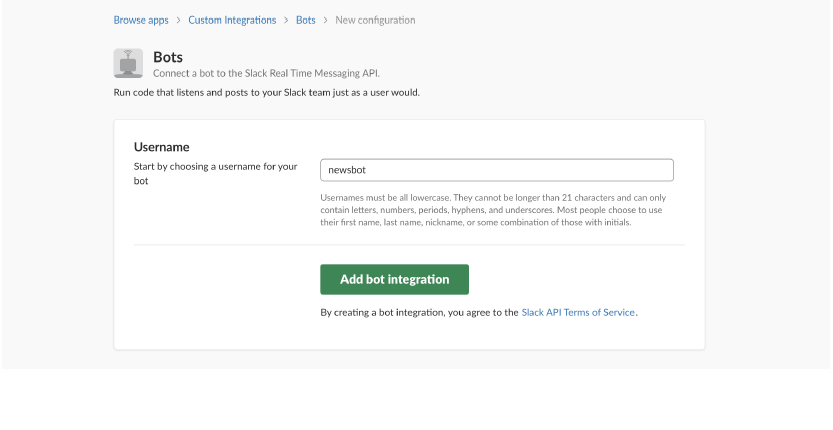 Browse apps > Custom Integrations > Bots > New configuration
Bots
Connect a bot to the Slack Real Time Messaging API.
Run code that listens and posts to your Slack team just as a user would.
Username
Start by choosing a username for your
bot
newsbot
Usernames must be all lowercase. They cannot be longer than 21 characters and can only
contain letters, numbers, periods, hyphens, and underscores. Most people choose to use
their first name, last name, nickname, or some combination of those with initials.
Add bot integration
By creating a bot integration, you agree to the Slack API Terms of Service.